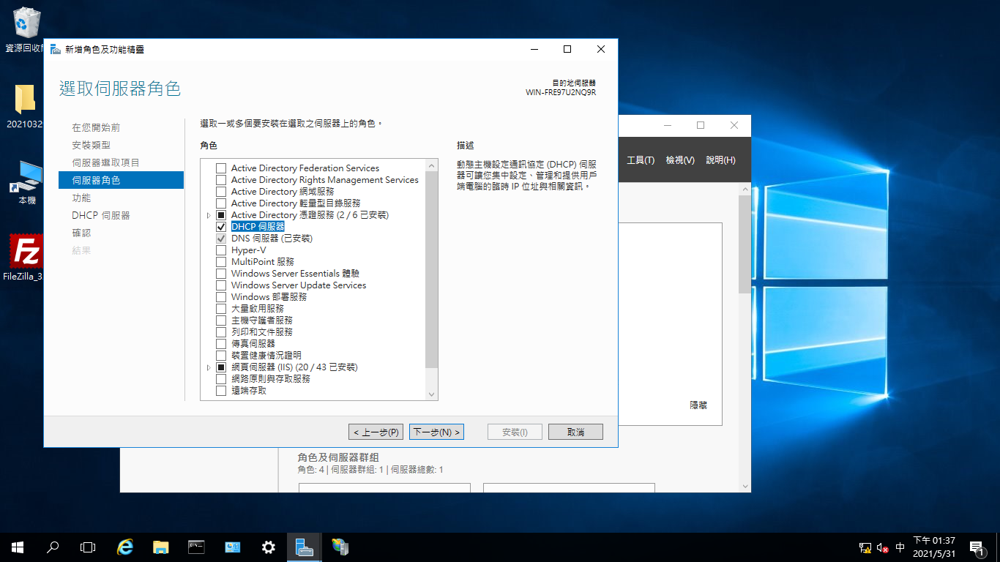 資源回收
2021032
本機
FileZilla_3
新增角色及功能精靈
選取伺服器角色
目的地伺服器
WIN-FRE97U2NQ9R
在您開始前
安裝類型
伺服器選取項目
伺服器角色
功能
DHCP 伺服器
確認
結果
選取一或多個要安裝在選取之伺服器上的角色。
角色
Active Directory Federation Services
Active Directory Rights Management Services
Active Directory 網域服務
Active Directory 輕量型目錄服務
Active Directory 憑證服務 (2 / 6 已安裝)
DHCP 伺服器
DNS 伺服器 (已安裝)
Hyper-V
MultiPoint 服務
Windows Server Essentials 體驗
Windows Server Update Services
Windows 部署服務
大量啟用服務
主機守護者服務
列印和文件服務
傳真伺服器
裝置健康情況證明
網頁伺服器 (IIS) (20 / 43 已安裝)
網路原則與存取服務
遠端存取
描述
動態主機設定通訊協定 (DHCP) 伺服
器可讓您集中設定、管理和提供用戶
端電腦的臨時 IP 位址與相關資訊。
< 上一步(P)
下一步(N) >
安裝(I)
取消
工具(T) 檢視(V) 說明(H)
隱藏
角色及伺服器群組
角色: 4 | 伺服器群組: 1 | 伺服器總數: 1
中
下午 01:37
2021/5/31
1